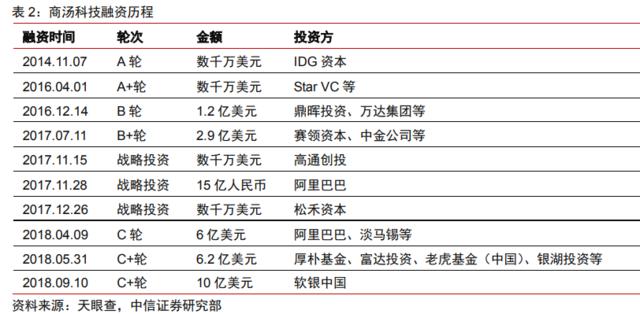 表 2：商汤科技融资历程
融资时间 轮次 金额 投资方
2014.11.07 A 轮 数千万美元 IDG 资本
2016.04.01 A+轮 数千万美元 Star VC 等
2016.12.14 B 轮 1.2 亿美元 鼎晖投资、万达集团等
2017.07.11 B+轮 2.9 亿美元 赛领资本、中金公司等
2017.11.15 战略投资 数千万美元 高通创投
2017.11.28 战略投资 15 亿人民币 阿里巴巴
2017.12.26 战略投资 数千万美元 松禾资本
2018.04.09 C 轮 6 亿美元 阿里巴巴、淡马锡等
2018.05.31 C+轮 6.2 亿美元 厚朴基金、富达投资、老虎基金（中国）、银湖投资等
2018.09.10 C+轮 10 亿美元 软银中国
资料来源：天眼查，中信证券研究部